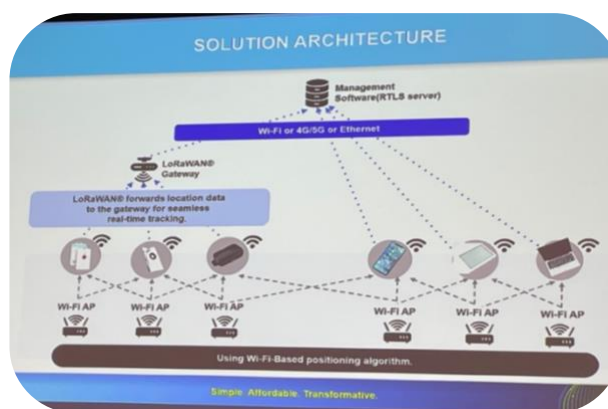 SOLUTION ARCHITECTURE
Management
Software(RTLS server)
Wi-Fi or 4G/5G or Ethernet
LoRaWAN®
Gateway
LoRaWAN® forwards location data
to the gateway for seamless
real-time tracking.
Wi-Fi AP
Wi-Fi AP
Wi-Fi AP
Wi-Fi AP
Wi-Fi AP
Wi-Fi AP
Using Wi-Fi-Based positioning algorithm.
Simple. Affordable. Transformative.